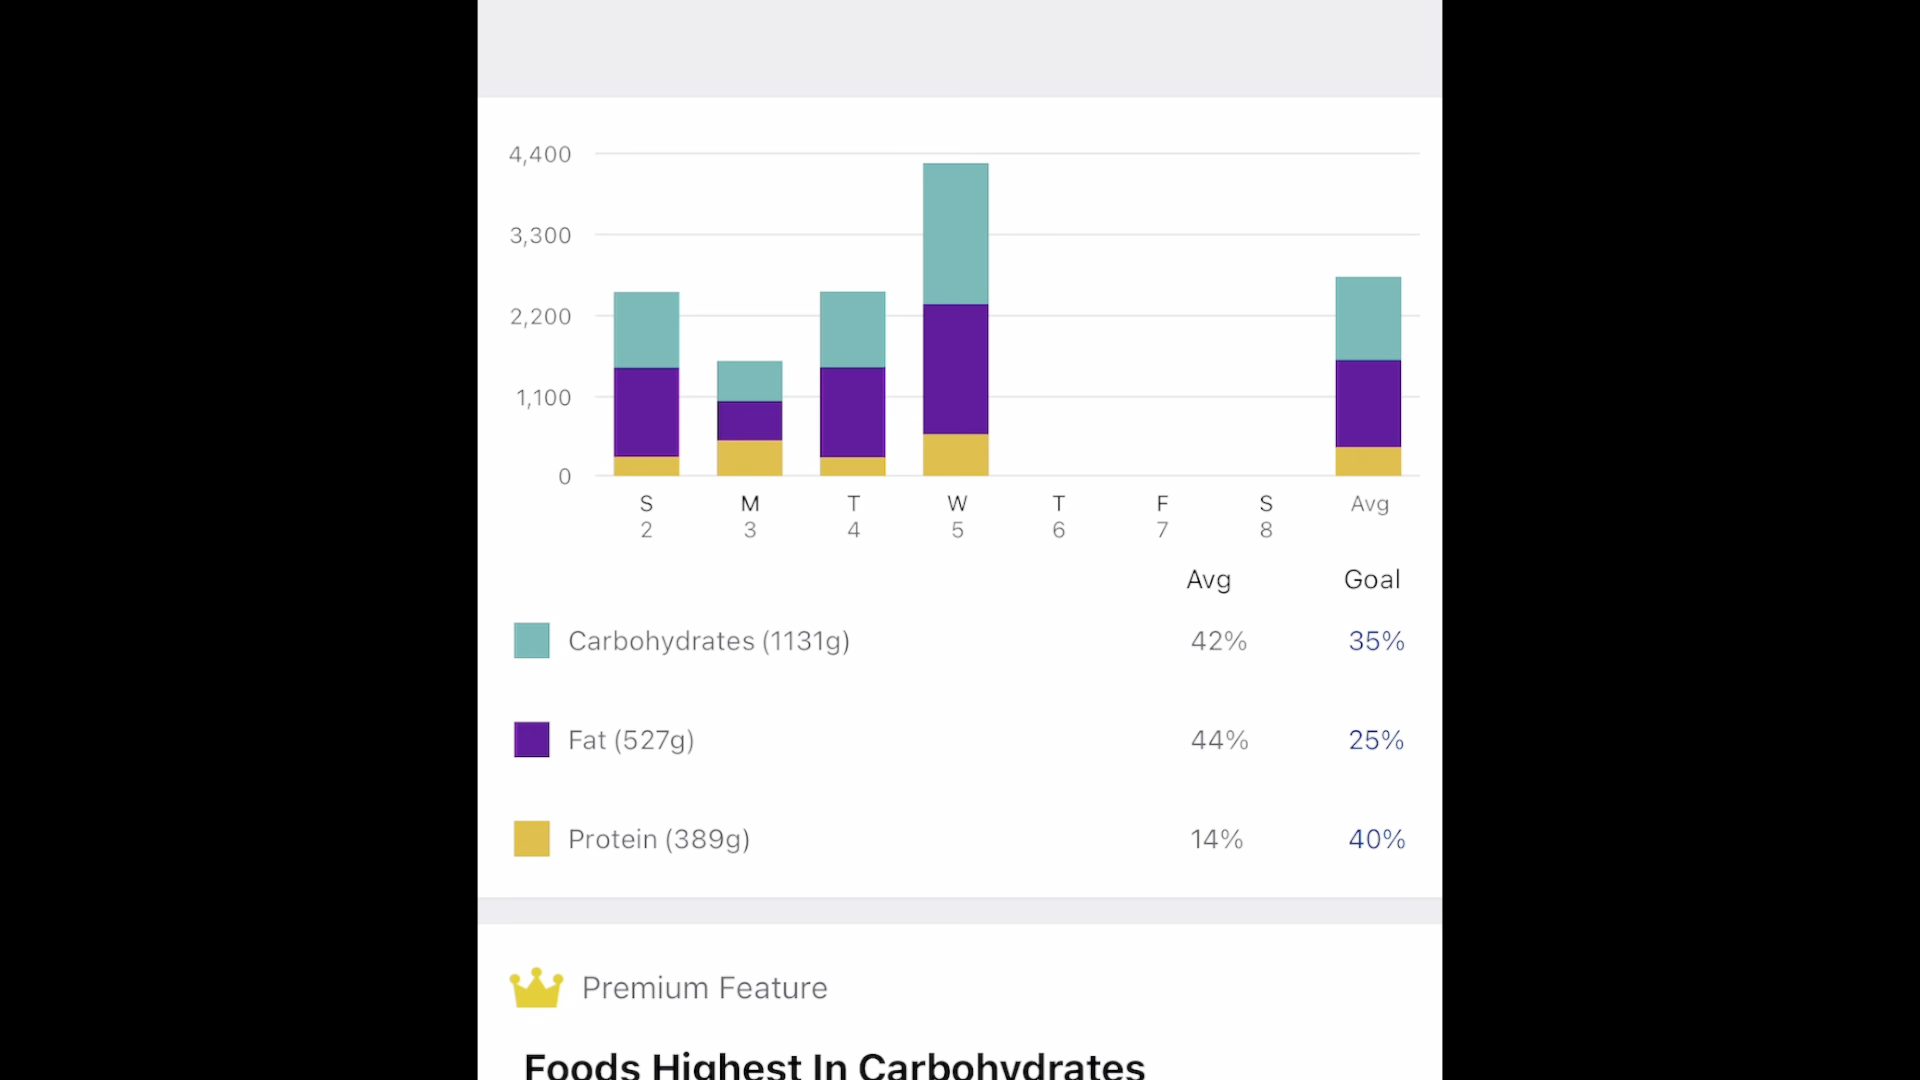 4,400
3,300
2,200
1,100
0
S M T W T F S Avg
2 3 4 5 6 7 8
Avg Goal
Carbohydrates (1131g) 42% 35%
Fat (527g) 44% 25%
Protein (389g) 14% 40%
Premium Feature
Foods Highest In Carbohydrates